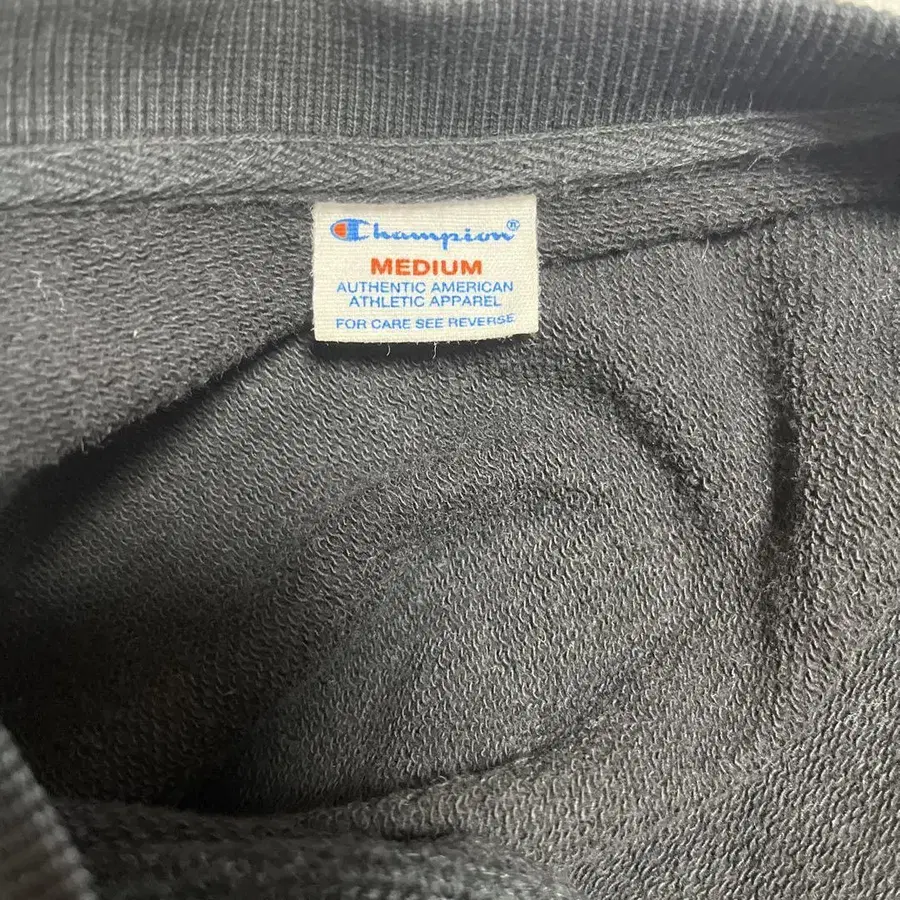 Champion®
MEDIUM
AUTHENTIC AMERICAN
ATHLETIC APPAREL
FOR CARE SEE REVERSE